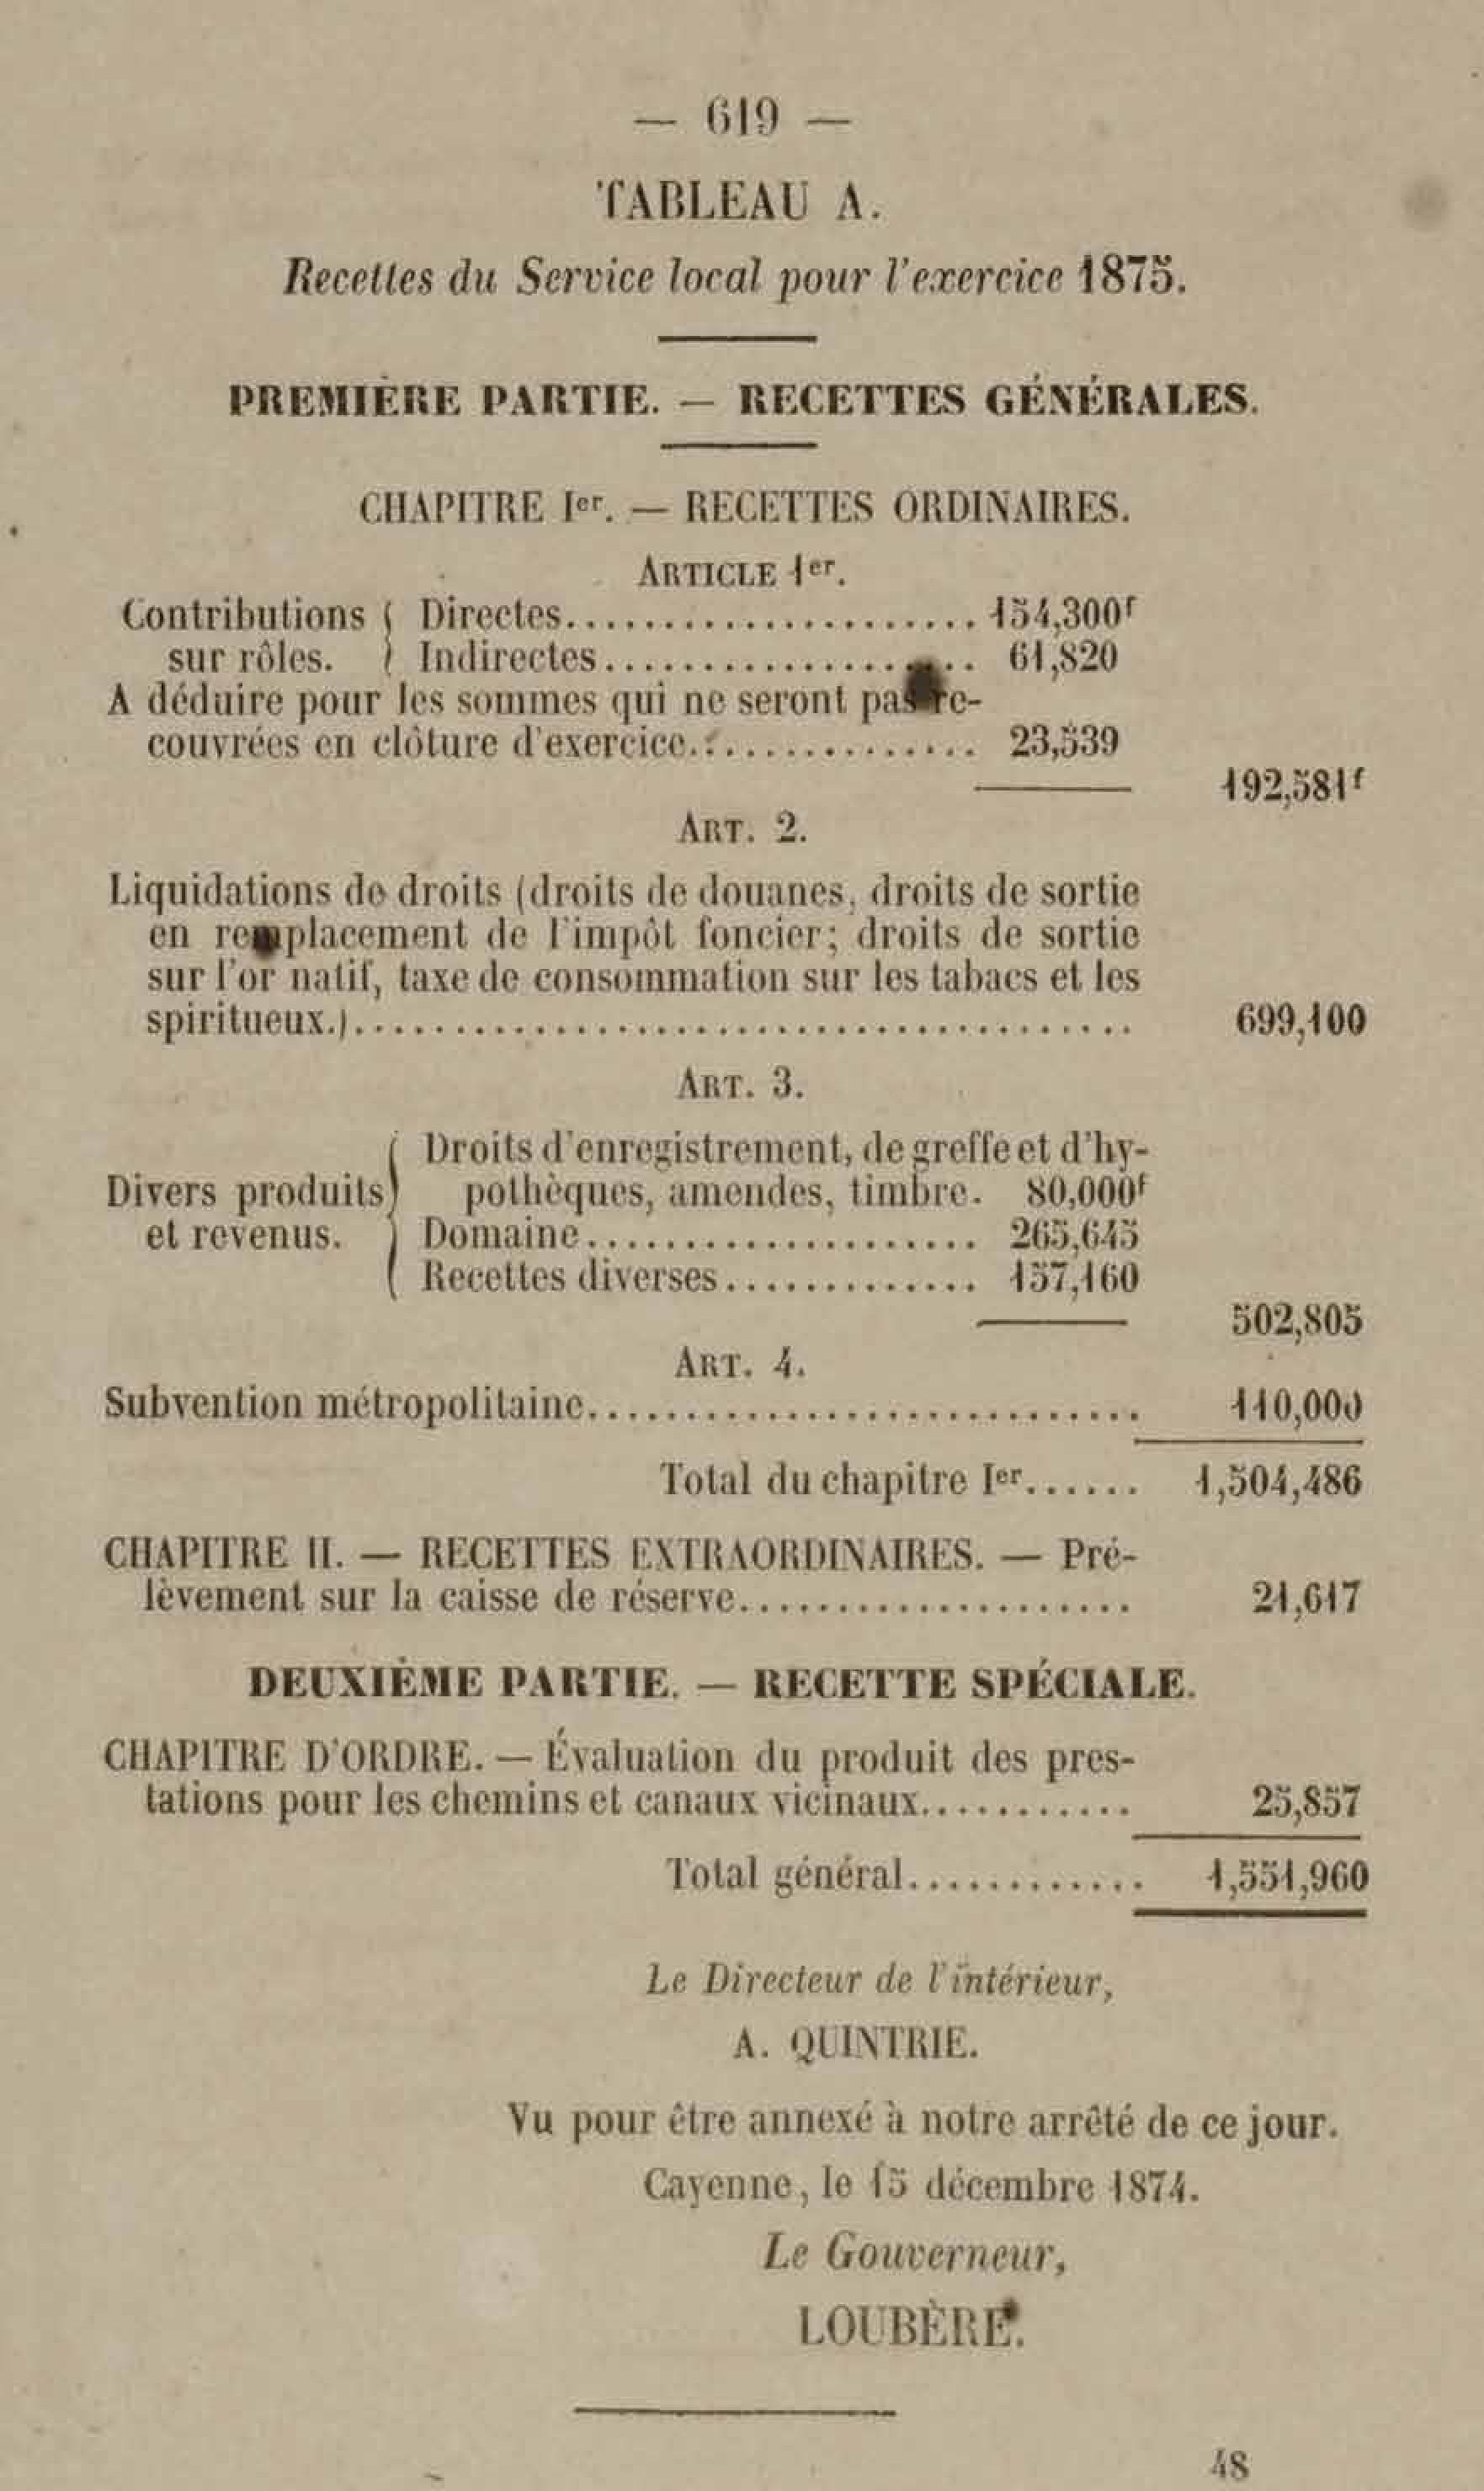 — 619 —
TABLEAU A.
Recettes du Service local pour l'exercice 1875.
PREMIÈRE PARTIE. — RECETTES GÉNÉRALES.
CHAPITRE Ier. — RECETTES ORDINAIRES.
ARTICLE 1er.
Contributions { Directes....................... 154,300f
sur rôles. } Indirectes..................... 61,820
A déduire pour les sommes qui ne seront pas re-
couvrées en clôture d'exercice................ 23,539
192,581f
ART. 2.
Liquidations de droits (droits de douanes, droits de sortie
en remplacement de l'impôt foncier; droits de sortie
sur l'or natif, taxe de consommation sur les tabacs et les
spiritueux.)....................................... 699,100
ART. 3.
Droits d'enregistrement, de greffe et d'hy-
Divers produits pothèques, amendes, timbre. 80,000f
et revenus. Domaine...................... 265,645
Recettes diverses.............. 157,160
502,805
ART. 4.
Subvention métropolitaine............................ 110,000
Total du chapitre Ier...... 1,504,486
CHAPITRE II. — RECETTES EXTRAORDINAIRES. — Pré-
lèvement sur la caisse de réserve.................... 21,617
DEUXIÈME PARTIE. — RECETTE SPÉCIALE.
CHAPITRE D'ORDRE. — Évaluation du produit des pres-
tations pour les chemins et canaux vicinaux........... 25,857
Total général............ 1,551,960
Le Directeur de l'intérieur,
A. QUINTRIE.
Vu pour être annexé à notre arrêté de ce jour.
Cayenne, le 15 décembre 1874.
Le Gouverneur,
LOUBÈRE.
48